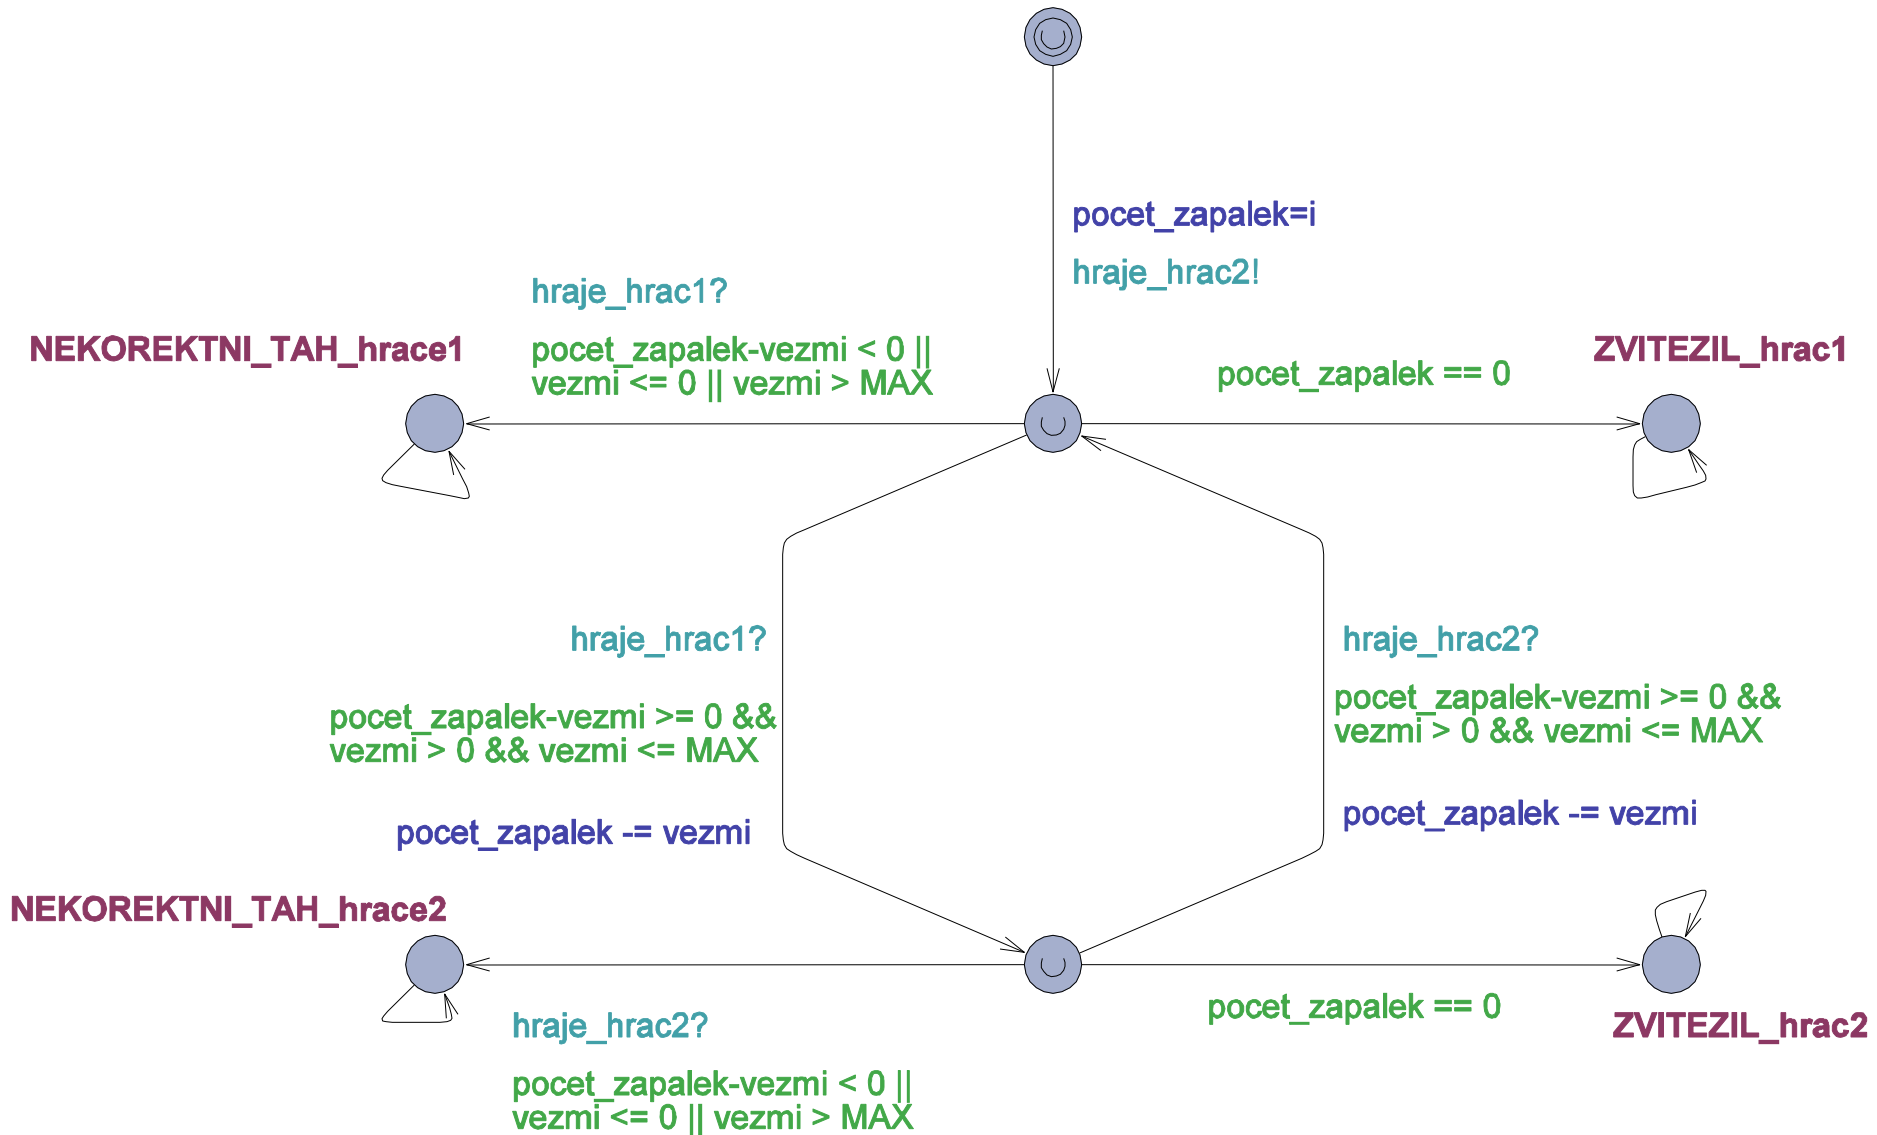 pocet_zapalek=i
hraje_hrac2!
hraje_hrac1?
NEKOREKTNI_TAH_hrace1
pocet_zapalek-vezmi < 0 ||
vezmi <= 0 || vezmi > MAX
ZVITEZIL_hrac1
pocet_zapalek == 0
hraje_hrac1?
pocet_zapalek-vezmi >= 0 &&
vezmi > 0 && vezmi <= MAX
pocet_zapalek -= vezmi
hraje_hrac2?
pocet_zapalek-vezmi >= 0 &&
vezmi > 0 && vezmi <= MAX
pocet_zapalek -= vezmi
NEKOREKTNI_TAH_hrace2
hraje_hrac2?
pocet_zapalek-vezmi < 0 ||
vezmi <= 0 || vezmi > MAX
pocet_zapalek == 0
ZVITEZIL_hrac2